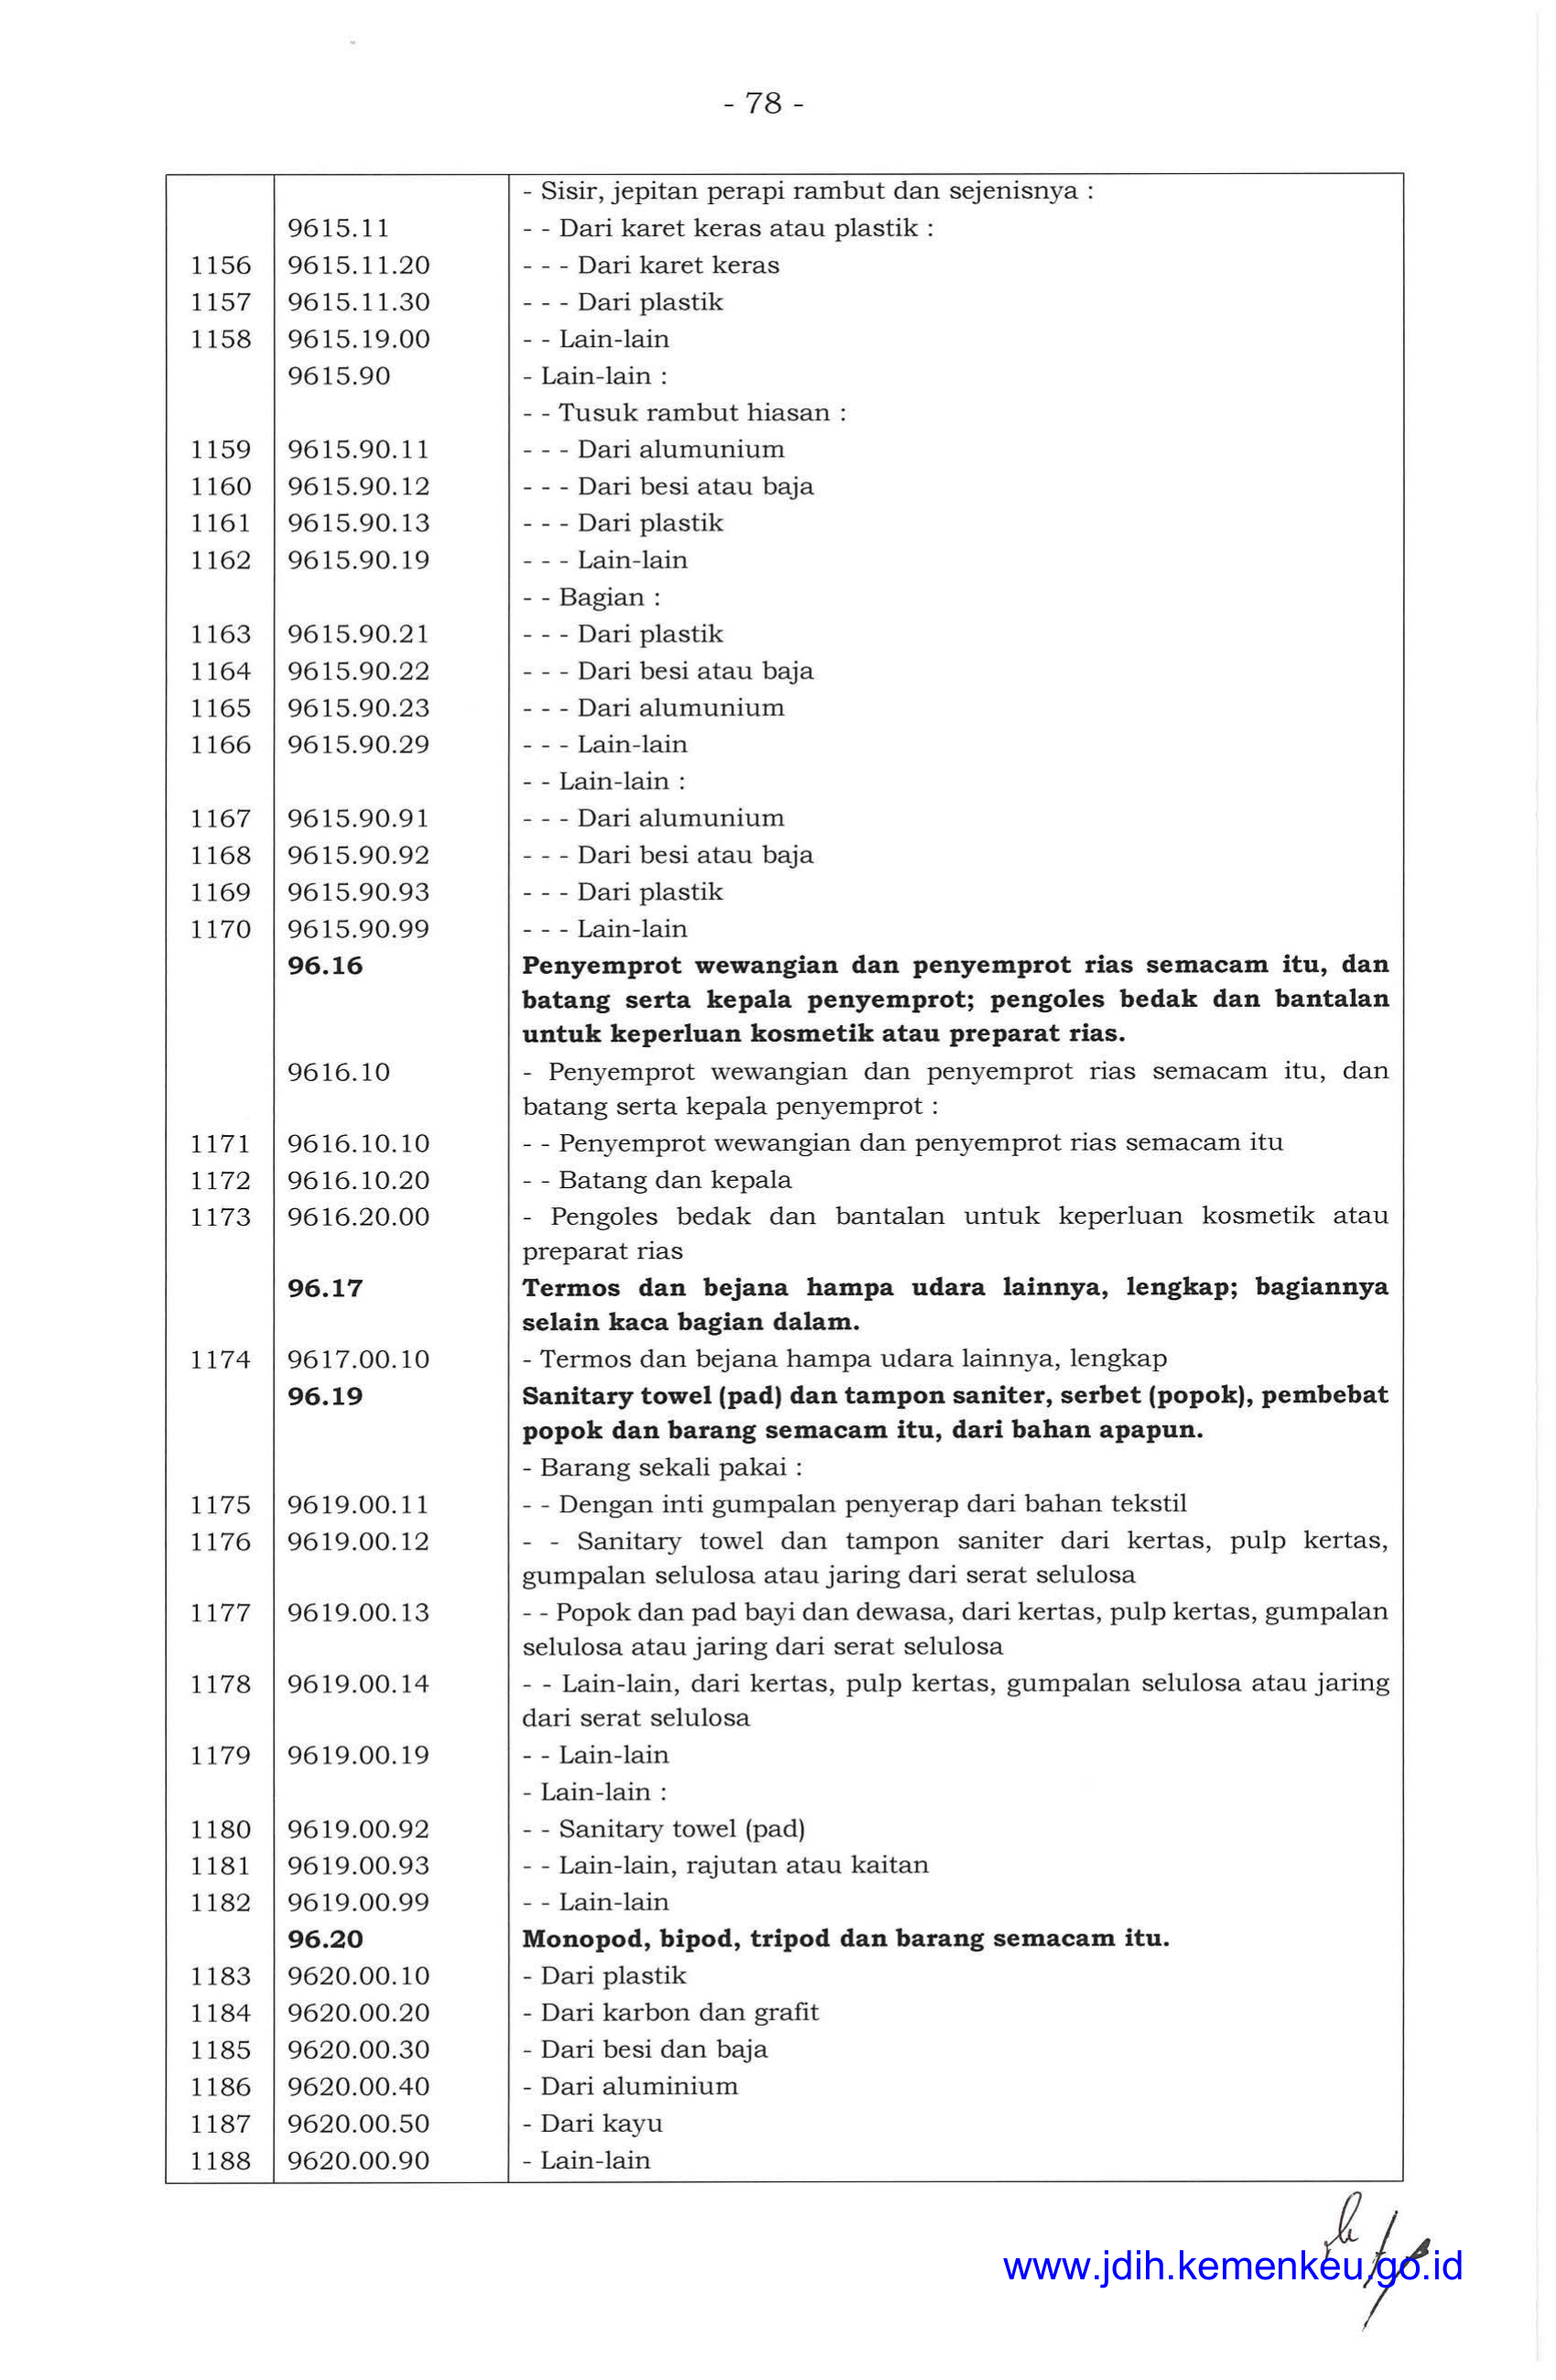 - 78 -
- Sisir, jepitan perapi rambut dan sejenisnya :
9615.11 - - Dari karet keras atau plastik :
1156 9615.11.20 - - - Dari karet keras
1157 9615.11.30 - - - Dari plastik
1158 9615.19.00 - - Lain-lain
9615.90 - Lain-lain :
- - Tusuk rambut hiasan :
1159 9615.90.11 - - - Dari alumunium
1160 9615.90.12 - - - Dari besi atau baja
1161 9615.90.13 - - - Dari plastik
1162 9615.90.19 - - - Lain-lain
- - Bagian :
1163 9615.90.21 - - - Dari plastik
1164 9615.90.22 - - - Dari besi atau baja
1165 9615.90.23 - - - Dari alumunium
1166 9615.90.29 - - - Lain-lain
- - Lain-lain :
1167 9615.90.91 - - - Dari alumunium
1168 9615.90.92 - - - Dari besi atau baja
1169 9615.90.93 - - - Dari plastik
1170 9615.90.99 - - - Lain-lain
96.16 Penyemprot wewangian dan penyemprot rias semacam itu, dan
batang serta kepala penyemprot; pengoles bedak dan bantalan
untuk keperluan kosmetik atau preparat rias.
9616.10 - Penyemprot wewangian dan penyemprot rias semacam itu, dan
batang serta kepala penyemprot :
1171 9616.10.10 - - Penyemprot wewangian dan penyemprot rias semacam itu
1172 9616.10.20 - - Batang dan kepala
1173 9616.20.00 - Pengoles bedak dan bantalan untuk keperluan kosmetik atau
preparat rias
96.17 Termos dan bejana hampa udara lainnya, lengkap; bagiannya
selain kaca bagian dalam.
1174 9617.00.10 - Termos dan bejana hampa udara lainnya, lengkap
96.19 Sanitary towel (pad) dan tampon saniter, serbet (popok), pembebat
popok dan barang semacam itu, dari bahan apapun.
- Barang sekali pakai :
1175 9619.00.11 - - Dengan inti gumpalan penyerap dari bahan tekstil
1176 9619.00.12 - - Sanitary towel dan tampon saniter dari kertas, pulp kertas,
gumpalan selulosa atau jaring dari serat selulosa
1177 9619.00.13 - - Popok dan pad bayi dan dewasa, dari kertas, pulp kertas, gumpalan
selulosa atau jaring dari serat selulosa
1178 9619.00.14 - - Lain-lain, dari kertas, pulp kertas, gumpalan selulosa atau jaring
dari serat selulosa
1179 9619.00.19 - - Lain-lain
- Lain-lain :
1180 9619.00.92 - - Sanitary towel (pad)
1181 9619.00.93 - - Lain-lain, rajutan atau kaitan
1182 9619.00.99 - - Lain-lain
96.20 Monopod, bipod, tripod dan barang semacam itu.
1183 9620.00.10 - Dari plastik
1184 9620.00.20 - Dari karbon dan grafit
1185 9620.00.30 - Dari besi dan baja
1186 9620.00.40 - Dari aluminium
1187 9620.00.50 - Dari kayu
1188 9620.00.90 - Lain-lain
www.jdih.kemenkeu.go.id